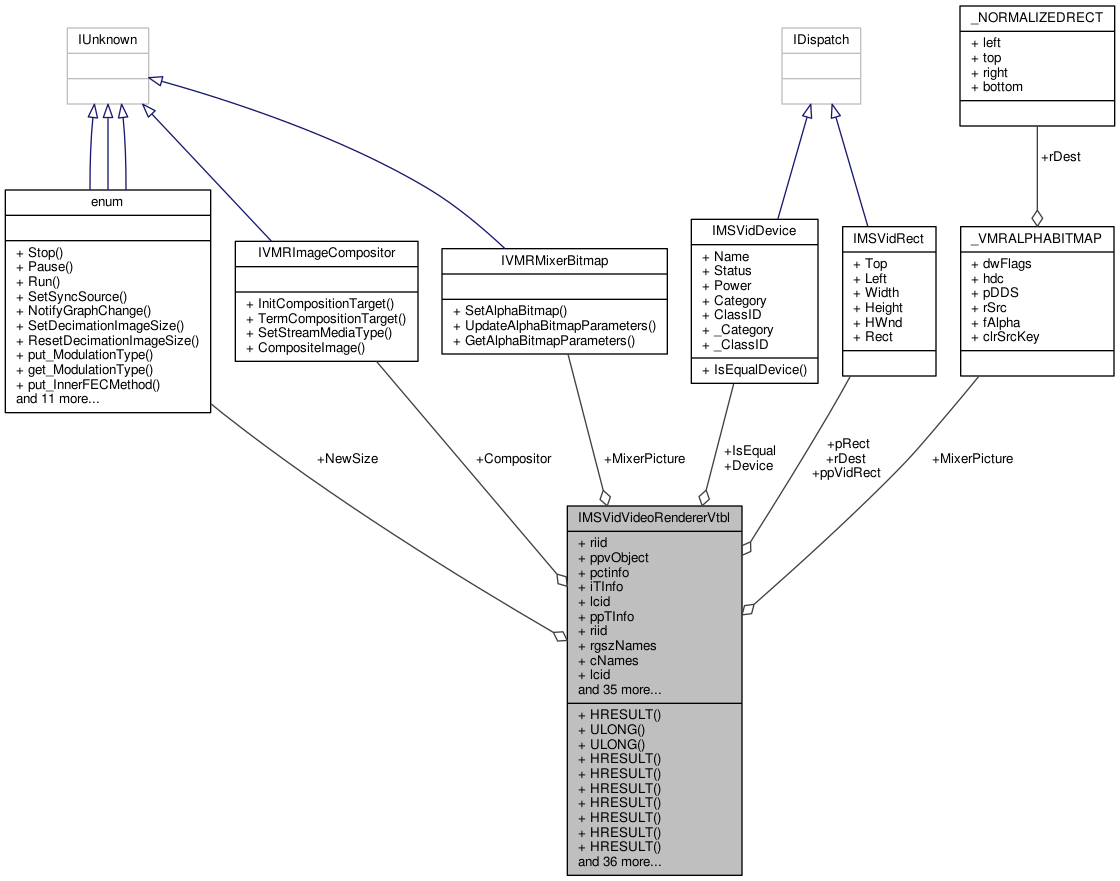 IUnknown
IDispatch
_NORMALIZEDRECT
+ left
+ top
+ right
+ bottom
+rDest
enum
+ Stop()
+ Pause()
+ Run()
+ SetSyncSource()
+ NotifyGraphChange()
+ SetDecimationImageSize()
+ ResetDecimationImageSize()
+ put_ModulationType()
+ get_ModulationType()
+ put_InnerFECMethod()
and 11 more...
IVMRImageCompositor
+ InitCompositionTarget()
+ TermCompositionTarget()
+ SetStreamMediaType()
+ CompositeImage()
IVMRMixerBitmap
+ SetAlphaBitmap()
+ UpdateAlphaBitmapParameters()
+ GetAlphaBitmapParameters()
IMSVidDevice
+ Name
+ Status
+ Power
+ Category
+ ClassID
+ _Category
+ _ClassID
+ IsEqualDevice()
IMSVidRect
+ Top
+ Left
+ Width
+ Height
+ HWnd
+ Rect
_VMRALPHABITMAP
+ dwFlags
+ hdc
+ pDDS
+ rSrc
+ fAlpha
+ clrSrcKey
+NewSize
+Compositor
+MixerPicture
+IsEqual
+Device
+pRect
+rDest
+ppVidRect
+MixerPicture
IMSVidVideoRendererVtbl
+ riid
+ ppvObject
+ pctinfo
+ iTInfo
+ lcid
+ ppTInfo
+ riid
+ rgszNames
+ cNames
+ lcid
and 35 more...
+ HRESULT()
+ ULONG()
+ ULONG()
+ HRESULT()
+ HRESULT()
+ HRESULT()
+ HRESULT()
+ HRESULT()
+ HRESULT()
+ HRESULT()
and 36 more...